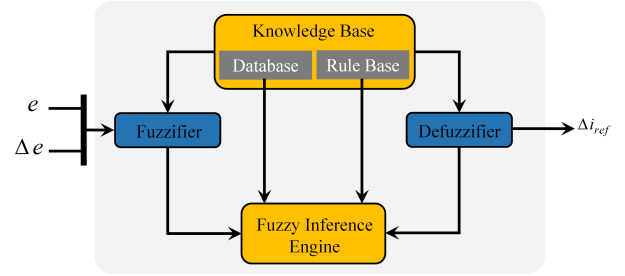 Knowledge Base
Database
Rule Base
e
Δe
Fuzzifier
Defuzzifier
Δi_ref
Fuzzy Inference
Engine